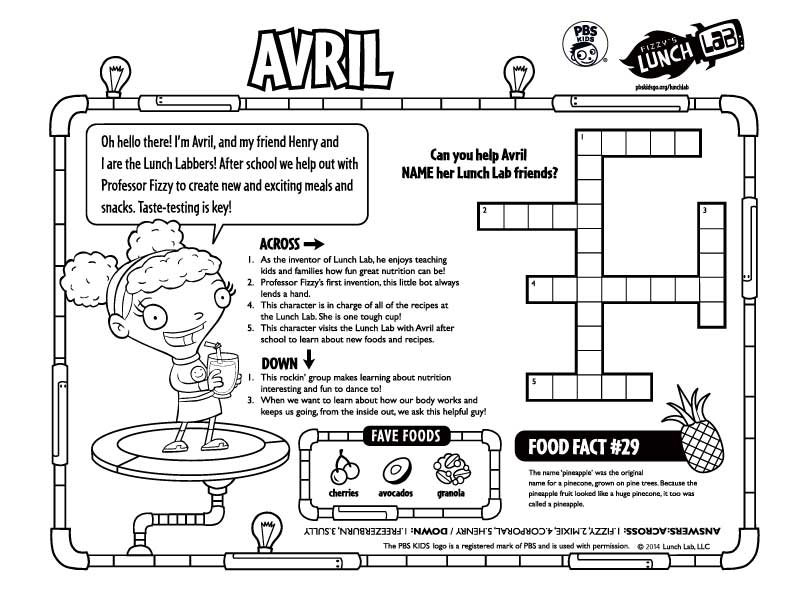 AVRIL
PBS
KIDS
FIZZY'S
LUNCH LAB
pbskidsgo.org/lunchlab
Oh hello there! I'm Avril, and my friend Henry and
I are the Lunch Labbers! After school we help out with
Professor Fizzy to create new and exciting meals and
snacks. Taste-testing is key!
Can you help Avril
NAME her Lunch Lab friends?
1
2
3
4
5
ACROSS
1. As the inventor of Lunch Lab, he enjoys teaching
kids and families how fun great nutrition can be!
2. Professor Fizzy's first invention, this little bot always
lends a hand.
4. This character is in charge of all of the recipes at
the Lunch Lab. She is one tough cup!
5. This character visits the Lunch Lab with Avril after
school to learn about new foods and recipes.
DOWN
1. This rockin' group makes learning about nutrition
interesting and fun to dance to!
3. When we want to learn about how our body works and
keeps us going, from the inside out, we ask this helpful guy!
FAVE FOODS
cherries avocados granola
FOOD FACT #29
The name 'pineapple' was the original
name for a pinecone, grown on pine trees. Because the
pineapple fruit looked like a huge pinecone, it too was
called a pineapple.
ANSWERS: ACROSS: 1.FIZZY, 2.MIXIE, 4.CORPORAL, 5.HENRY / DOWN: 1.FREEZERBURN, 3.SULLY
The PBS KIDS logo is a registered mark of PBS and is used with permission. © 2014 Lunch Lab, LLC